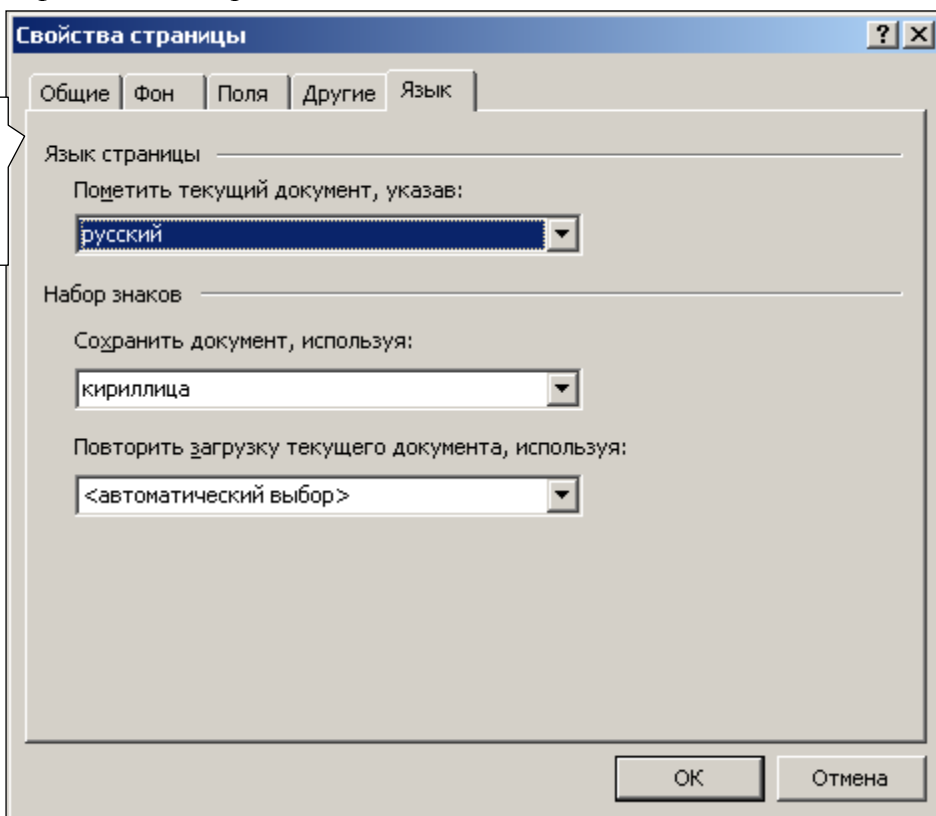 Свойства страницы
Общие Фон Поля Другие Язык
Язык страницы
Пометить текущий документ, указав:
русский
Набор знаков
Сохранить документ, используя:
кириллица
Повторить загрузку текущего документа, используя:
<автоматический выбор>
ОК Отмена